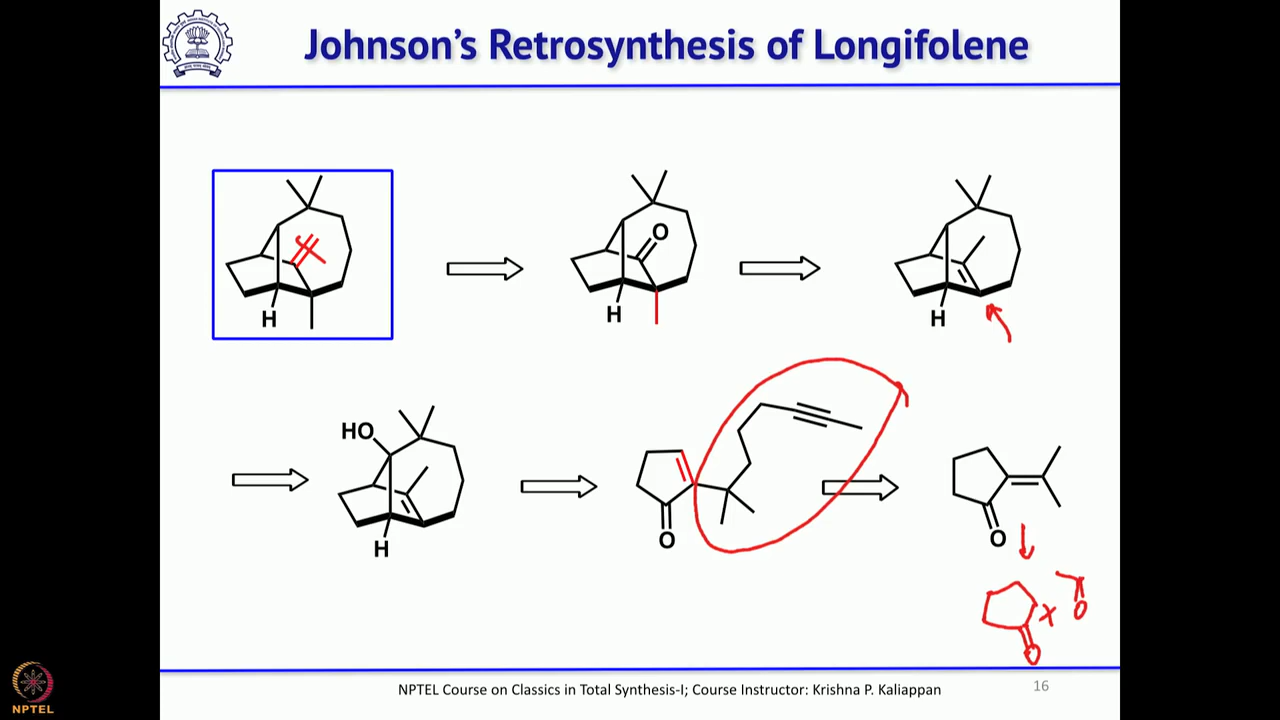 Johnson's Retrosynthesis of Longifolene
H
O
H
H
HO
H
O
O
O
O
NPTEL Course on Classics in Total Synthesis-I; Course Instructor: Krishna P. Kaliappan
16
NPTEL